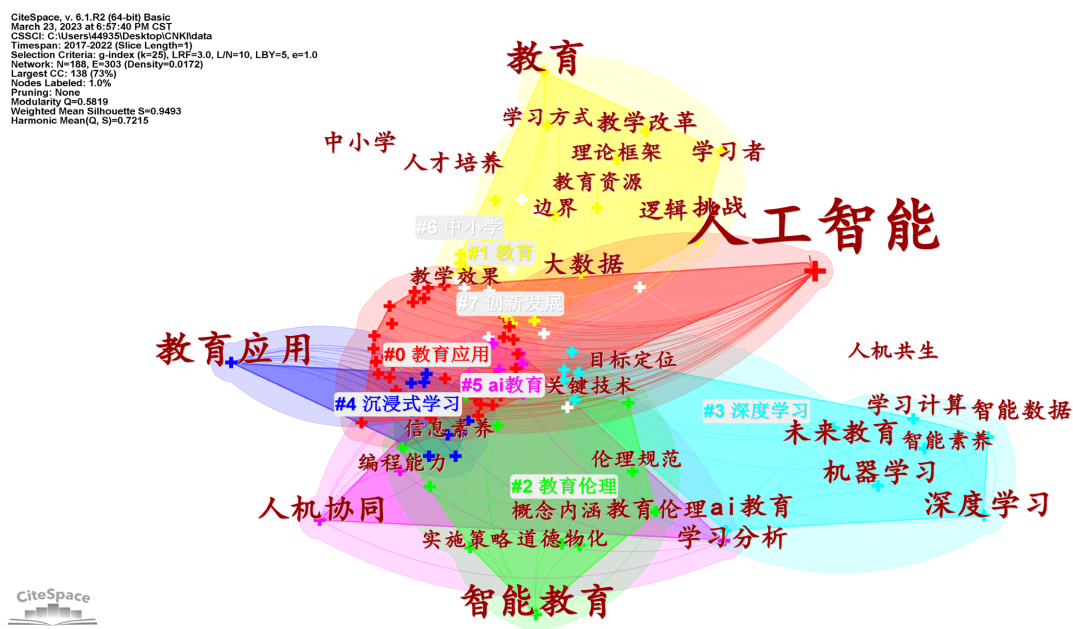 CiteSpace, v. 6.1.R2 (64-bit) Basic
March 23, 2023 at 6:57:40 PM CST
CSSCI: C:\Users\44935\Desktop\CNKI\data
Timespan: 2017-2022 (Slice Length=1)
Selection Criteria: g-index (k=25), LRF=3.0, L/N=10, LBY=5, e=1.0
Network: N=188, E=303 (Density=0.0172)
Largest CC: 138 (73%)
Nodes Labeled: 1.0%
Pruning: None
Modularity Q=0.5819
Weighted Mean Silhouette S=0.9493
Harmonic Mean(Q, S)=0.7215
教育
学习方式 教学改革
中小学
人才培养 理论框架 学习者
教育资源
边界 逻辑 挑战
人工智能
#6 中小学
#1 教育
大数据
教学效果
#7 创新发展
教育应用
#0 教育应用
目标定位
人机共生
#5 ai教育 关键技术
#4 沉浸式学习
#3 深度学习
学习计算 智能数据
信息素养
未来教育 智能素养
编程能力
伦理规范
机器学习
#2 教育伦理
人机协同
概念内涵 教育伦理 ai教育
深度学习
实施策略 道德物化 学习分析
智能教育
CiteSpace